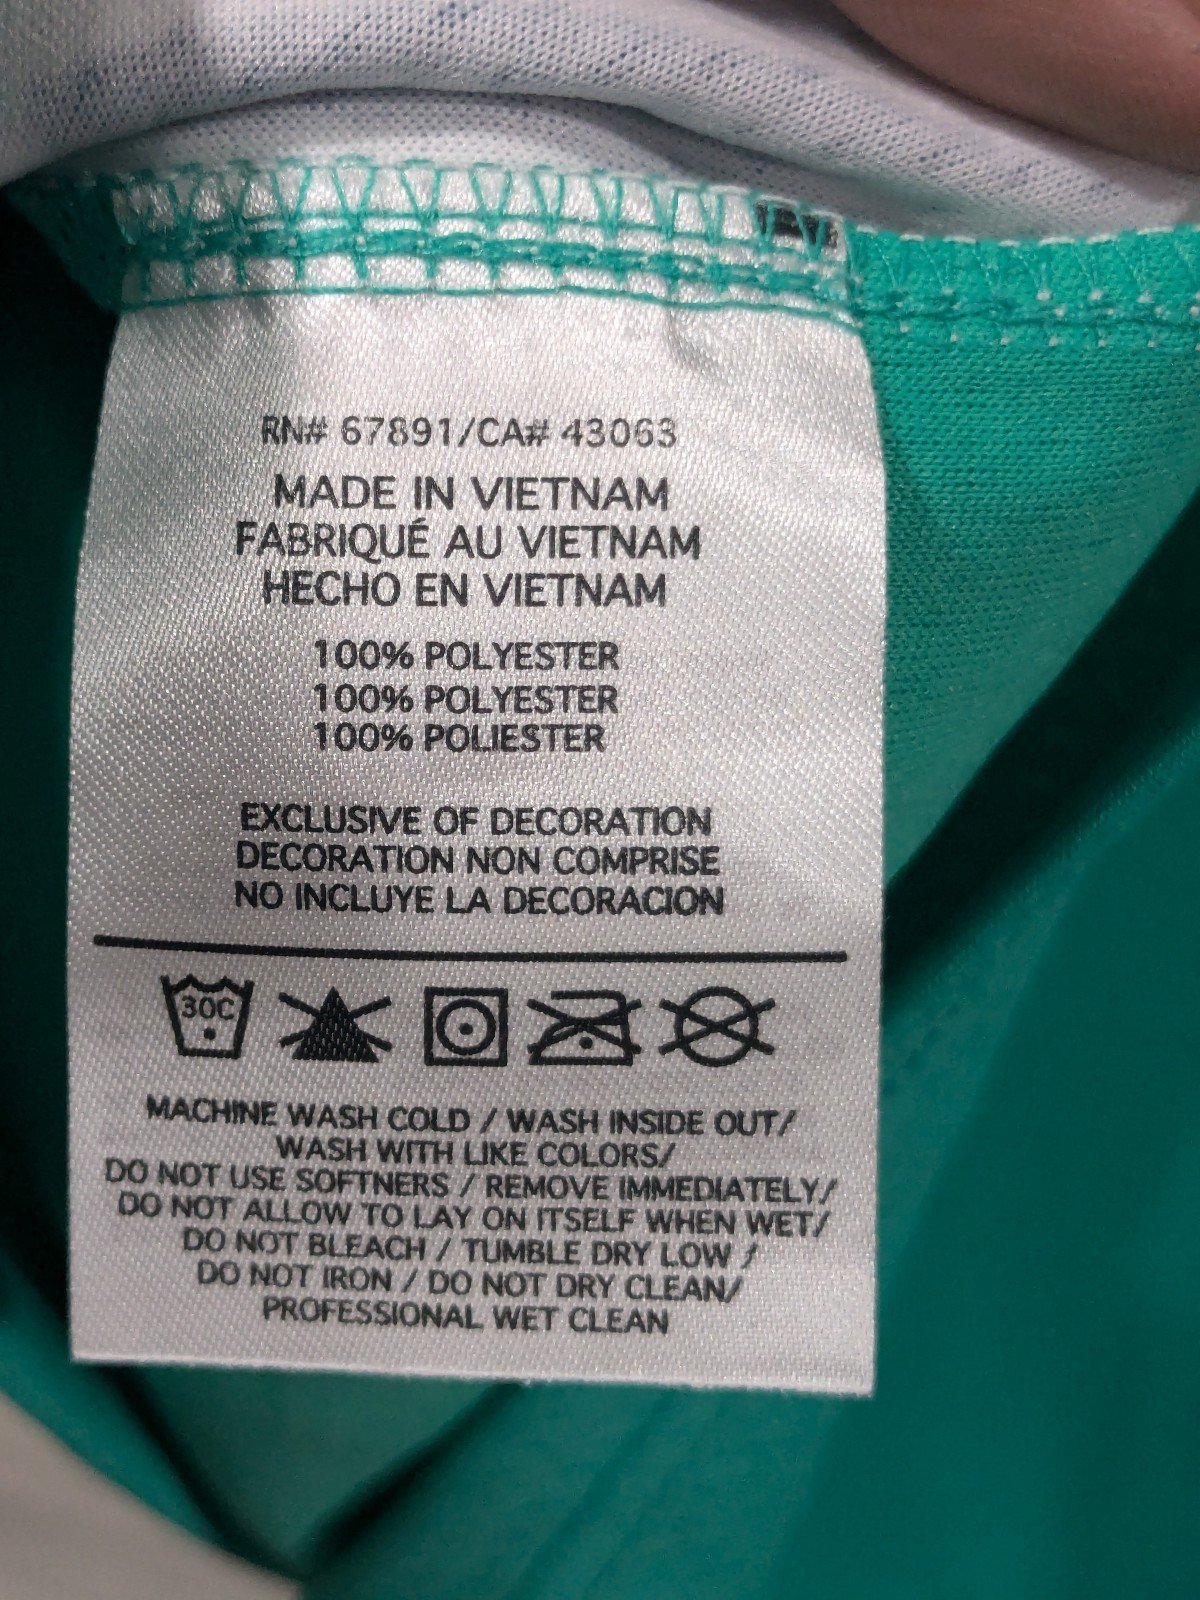 RN# 67891/CA# 43063
MADE IN VIETNAM
FABRIQUÉ AU VIETNAM
HECHO EN VIETNAM
100% POLYESTER
100% POLYESTER
100% POLIESTER
EXCLUSIVE OF DECORATION
DECORATION NON COMPRISE
NO INCLUYE LA DECORACION
30C
MACHINE WASH COLD / WASH INSIDE OUT/
WASH WITH LIKE COLORS/
DO NOT USE SOFTNERS / REMOVE IMMEDIATELY/
DO NOT ALLOW TO LAY ON ITSELF WHEN WET/
DO NOT BLEACH / TUMBLE DRY LOW /
DO NOT IRON / DO NOT DRY CLEAN/
PROFESSIONAL WET CLEAN